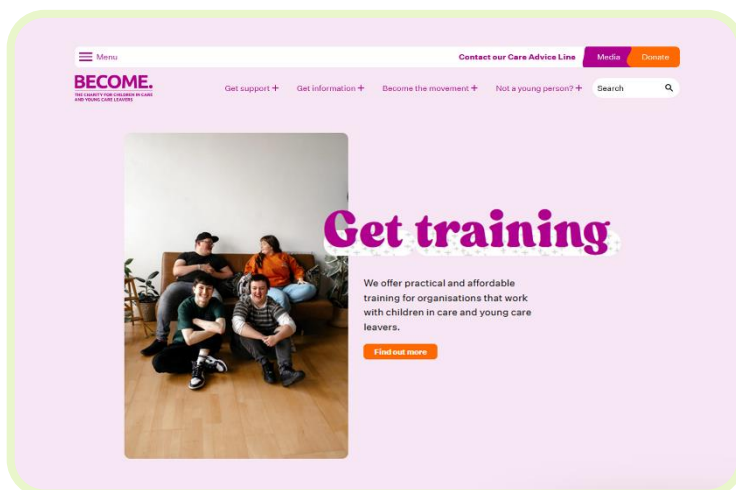 Menu
Contact our Care Advice Line
Media
Donate
BECOME.
THE CHARITY FOR CHILDREN IN CARE
AND YOUNG CARE LEAVERS
Get support +
Get information +
Become the movement +
Not a young person? +
Search
Get training
We offer practical and affordable
training for organisations that work
with children in care and young care
leavers.
Find out more